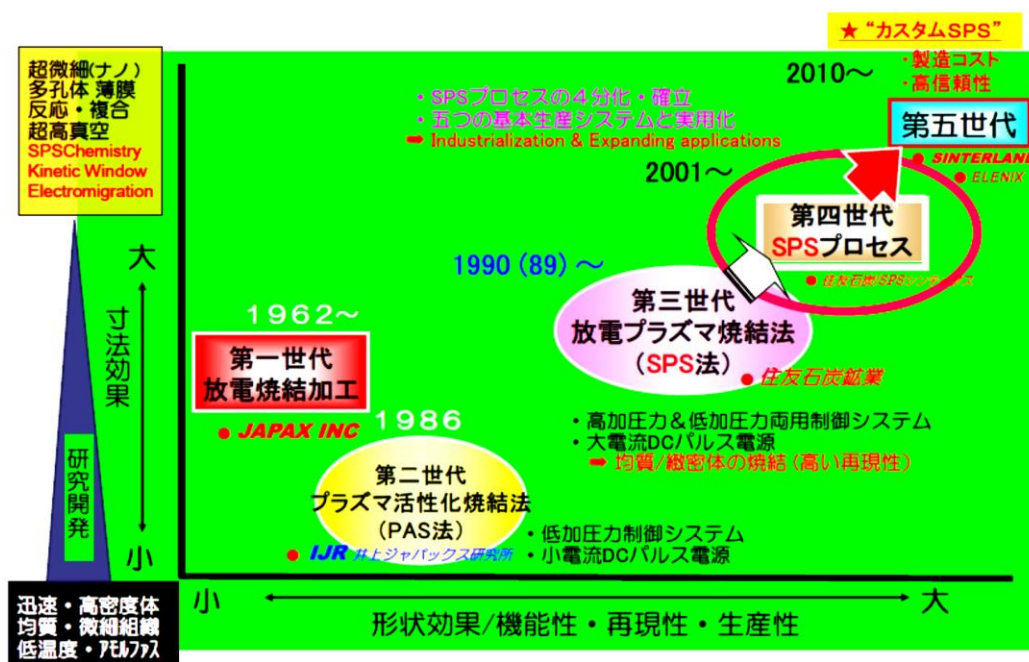 ★ “カスタムSPS”
・製造コスト
・高信頼性
2010～
第五世代
● SINTERLAND
● ELENIX
超微細(ナノ)
多孔体 薄膜
反応・複合
超高真空
SPSChemistry
Kinetic Window
Electromigration
・SPSプロセスの４分化・確立
・五つの基本生産システムと実用化
➡ Industrialization & Expanding applications
2001～
第四世代
SPSプロセス
● 住友石炭/SPSシンテックス
1990 (89) ～
第三世代
放電プラズマ焼結法
(SPS法)
● 住友石炭鉱業
・高加圧力＆低加圧力両用制御システム
・大電流DCパルス電源
➡ 均質/緻密体の焼結 (高い再現性)
1962～
第一世代
放電焼結加工
● JAPAX INC
1986
第二世代
プラズマ活性化焼結法
(PAS法)
● IJR 井上ジャパックス研究所
・低加圧力制御システム
・小電流DCパルス電源
大
寸法効果
小
研究開発
迅速・高密度体
均質・微細組織
低温度・ｱﾓﾙﾌｧｽ
小
大
形状効果/機能性・再現性・生産性